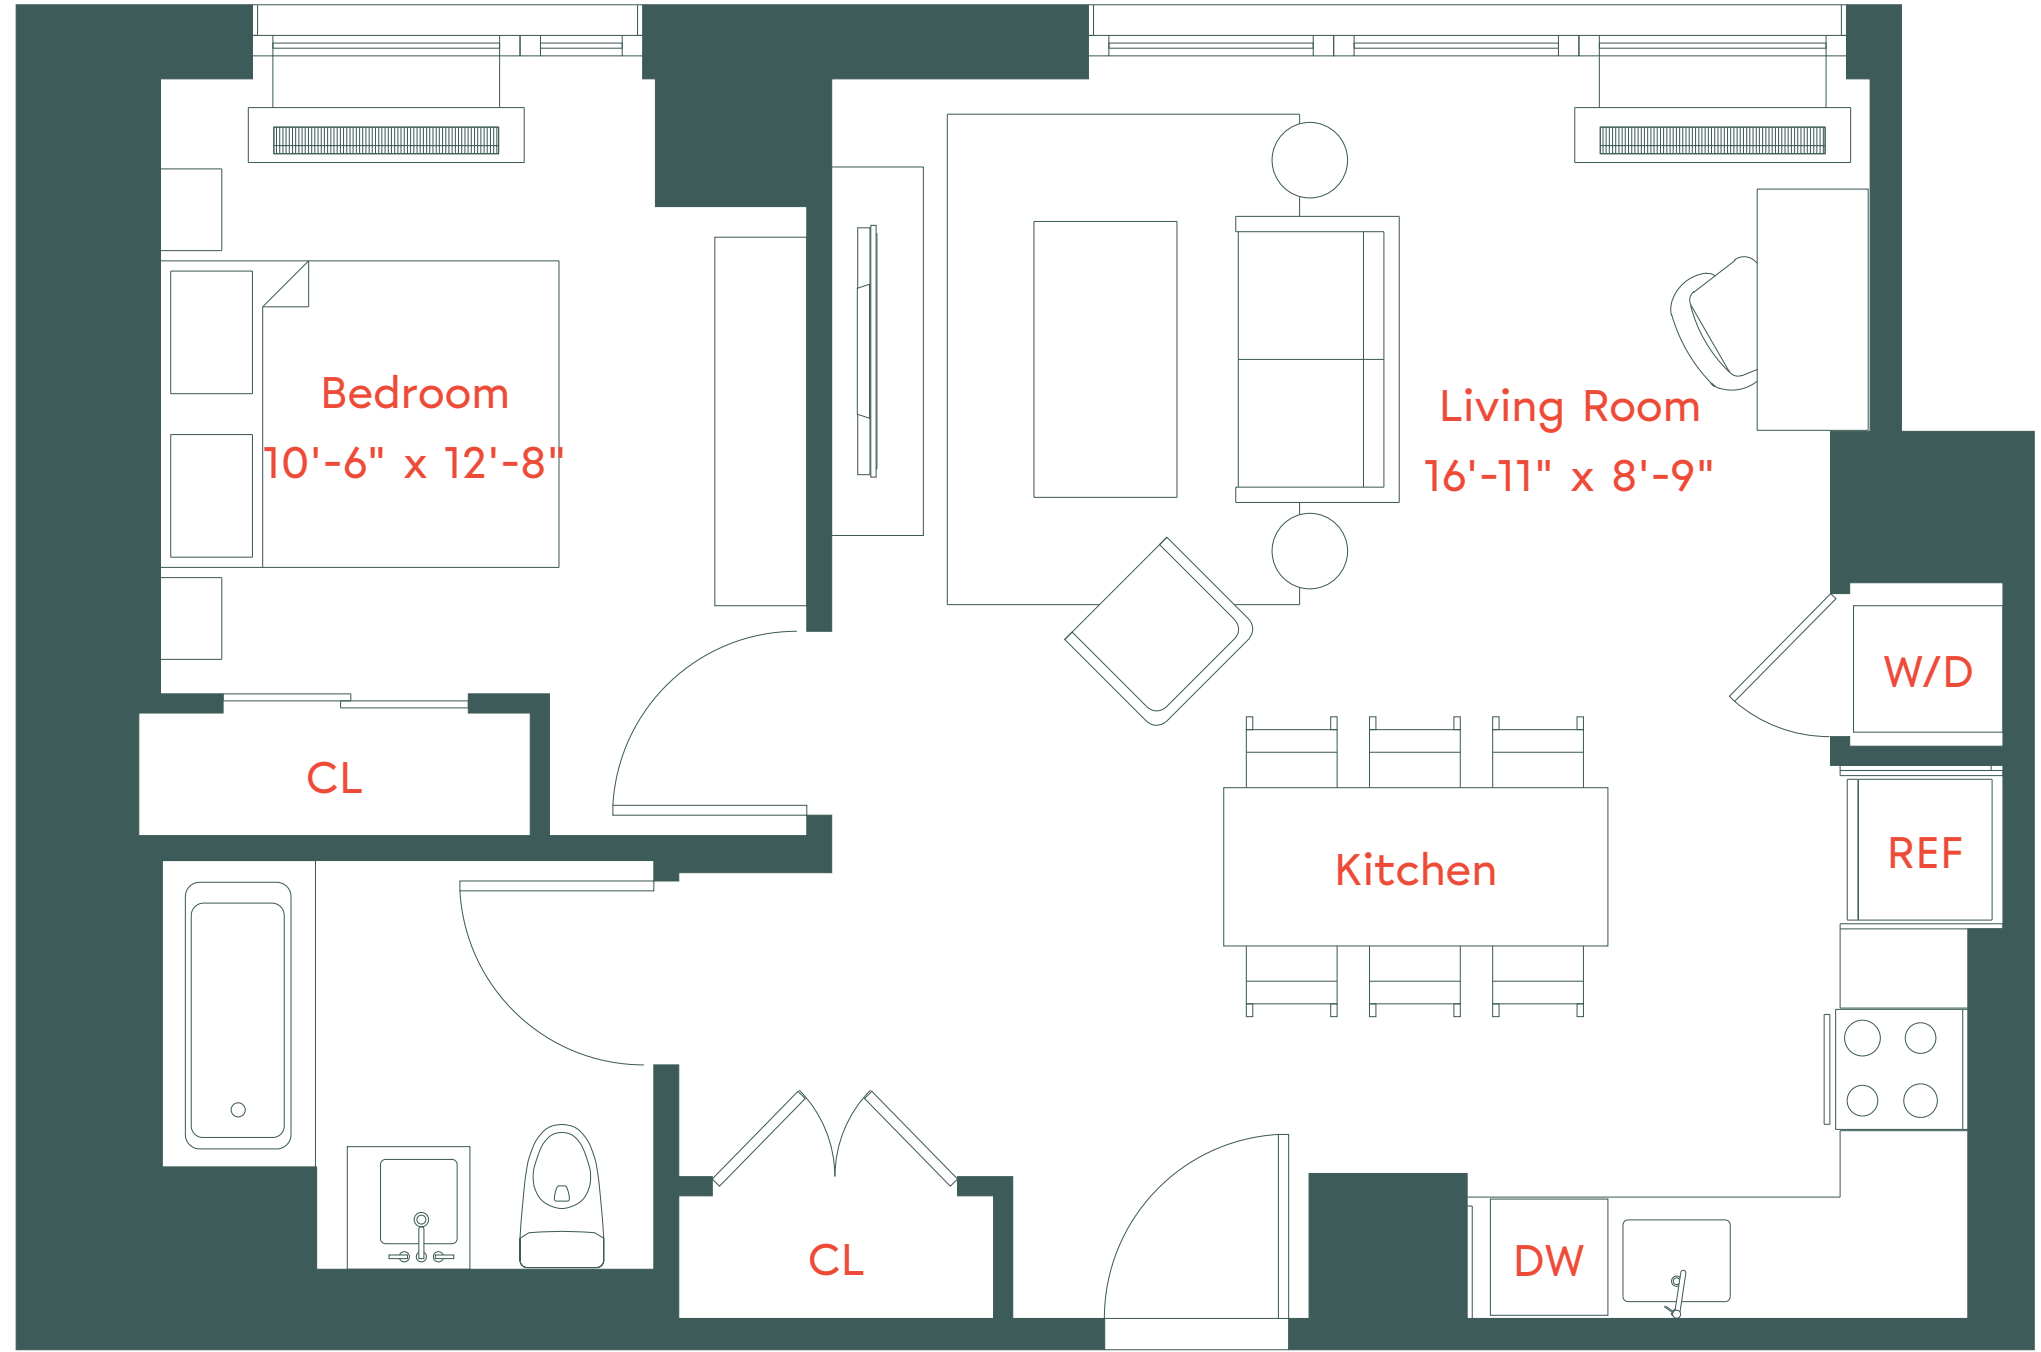 Bedroom
10'-6" x 12'-8"
Living Room
16'-11" x 8'-9"
W/D
CL
REF
Kitchen
CL
DW